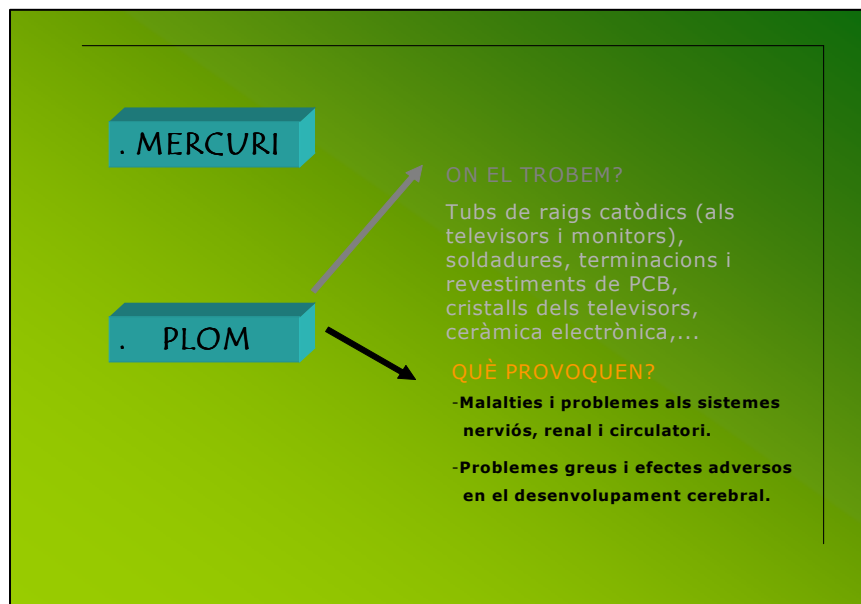 . MERCURI
ON EL TROBEM?
Tubs de raigs catòdics (als
televisors i monitors),
soldadures, terminacions i
revestiments de PCB,
cristalls dels televisors,
ceràmica electrònica,...
. PLOM
QUÈ PROVOQUEN?
-Malalties i problemes als sistemes
nerviós, renal i circulatori.
-Problemes greus i efectes adversos
en el desenvolupament cerebral.